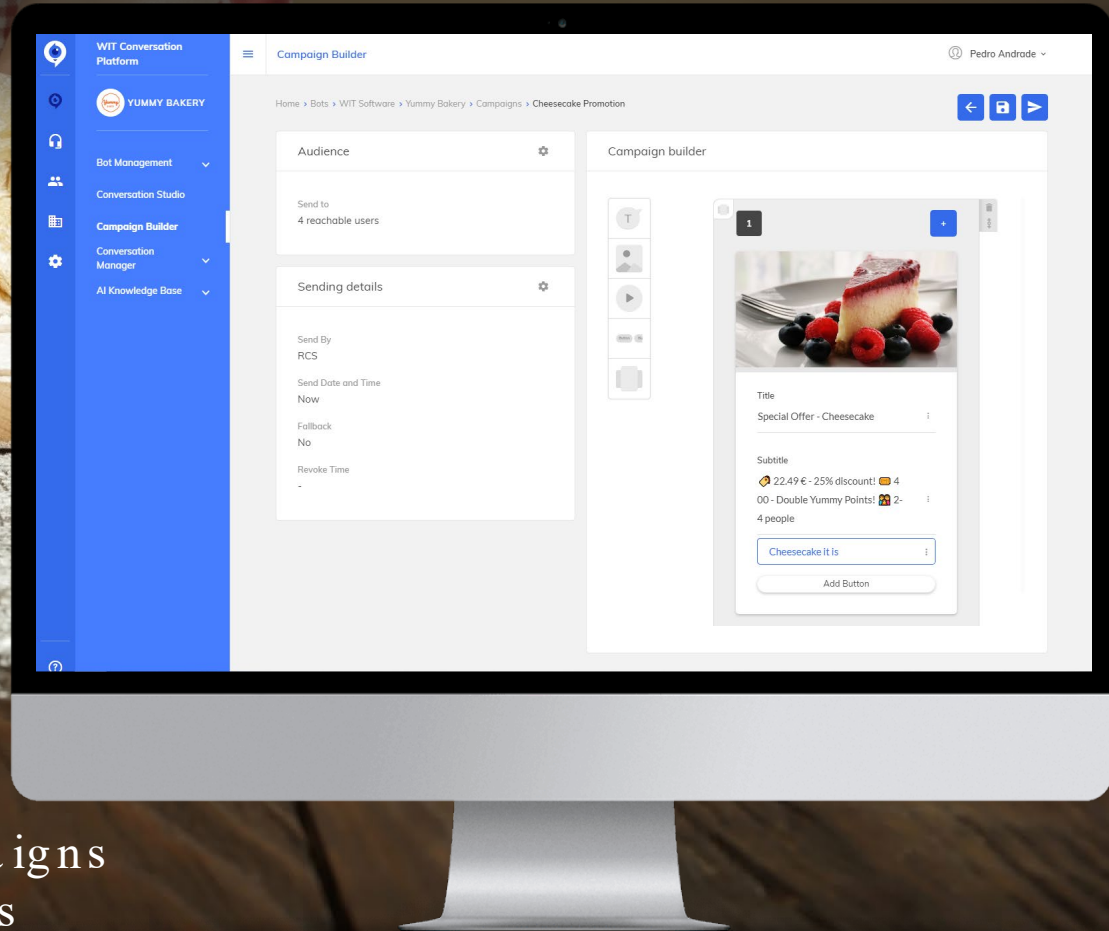 WIT Conversation
Platform
YUMMY BAKERY
Bot Management
Conversation Studio
Campaign Builder
Conversation
Manager
AI Knowledge Base
Campaign Builder
Pedro Andrade
Home › Bots › WIT Software › Yummy Bakery › Campaigns › Cheesecake Promotion
Audience
Send to
4 reachable users
Sending details
Send By
RCS
Send Date and Time
Now
Fallback
No
Revoke Time
-
Campaign builder
T
1
+
Title
Special Offer - Cheesecake
Subtitle
🏷️ 22.49 € - 25% discount! 🎫 4
00 - Double Yummy Points! 👫 2-
4 people
Cheesecake it is
Add Button
igns
s